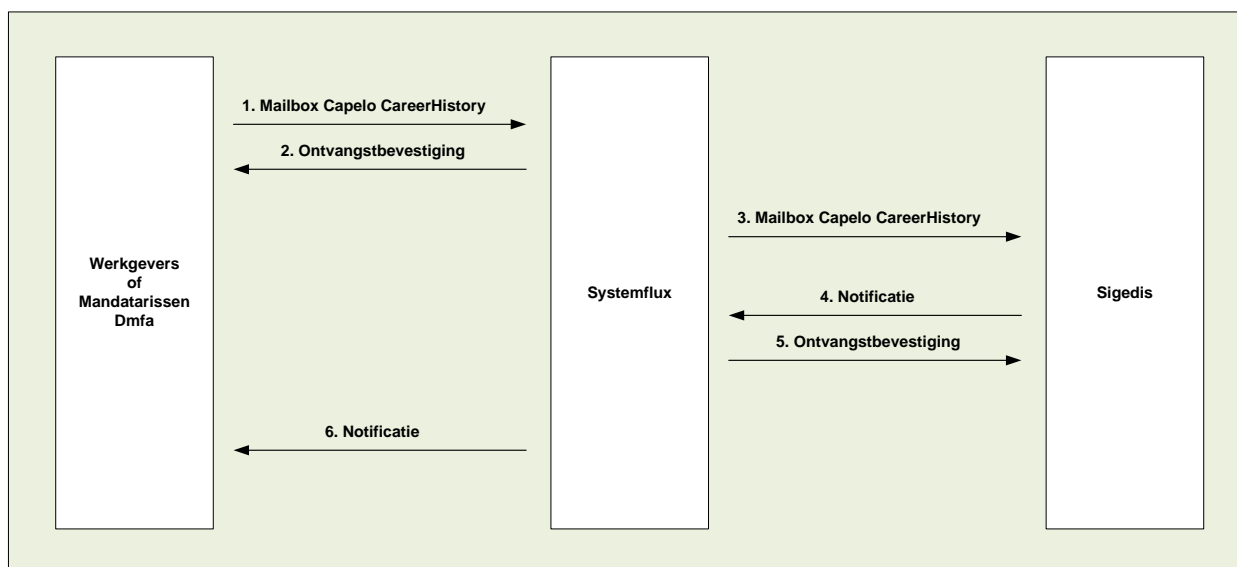 1. Mailbox Capelo CareerHistory
2. Ontvangstbevestiging
3. Mailbox Capelo CareerHistory
Werkgevers
of
Mandatarissen
Dmfa
Systemflux
Sigedis
4. Notificatie
5. Ontvangstbevestiging
6. Notificatie